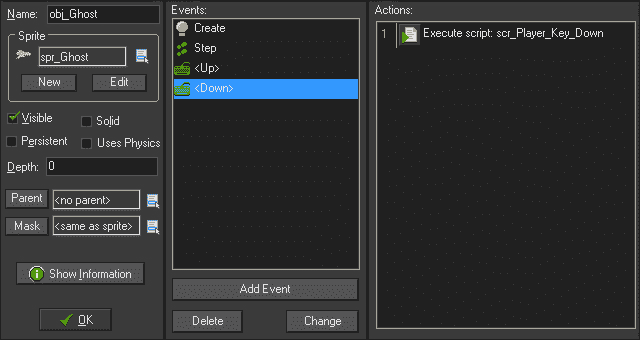 Name: obj_Ghost
Sprite
spr_Ghost
New Edit
Visible Solid
Persistent Uses Physics
Depth: 0
Parent <no parent>
Mask <same as sprite>
Show Information
OK
Events:
Create
Step
<Up>
<Down>
Add Event
Delete Change
Actions:
1 Execute script: scr_Player_Key_Down